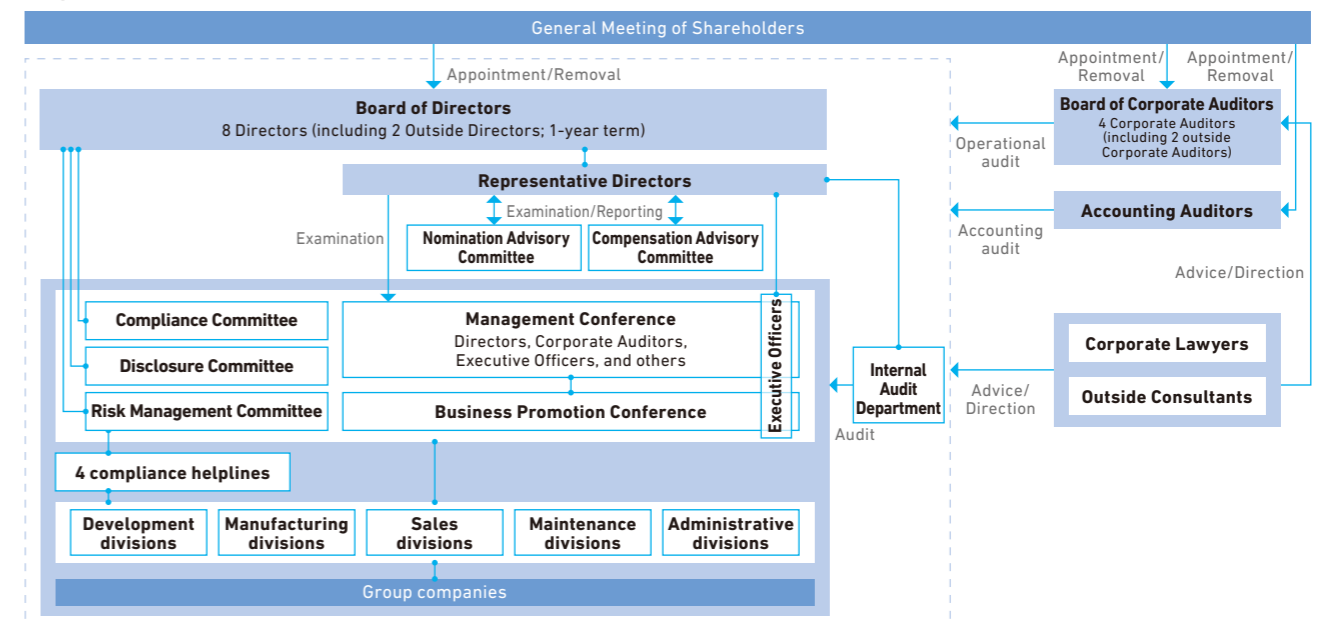 General Meeting of Shareholders
Appointment/Removal
Appointment/
Removal
Appointment/
Removal
Board of Directors
8 Directors (including 2 Outside Directors; 1-year term)
Board of Corporate Auditors
4 Corporate Auditors
(including 2 outside
Corporate Auditors)
Operational
audit
Representative Directors
Examination/Reporting
Examination
Nomination Advisory
Committee
Compensation Advisory
Committee
Accounting Auditors
Accounting
audit
Advice/Direction
Compliance Committee
Disclosure Committee
Risk Management Committee
Management Conference
Directors, Corporate Auditors,
Executive Officers, and others
Business Promotion Conference
Executive Officers
Internal
Audit
Department
Audit
Advice/
Direction
Corporate Lawyers
Outside Consultants
4 compliance helplines
Development
divisions
Manufacturing
divisions
Sales
divisions
Maintenance
divisions
Administrative
divisions
Group companies